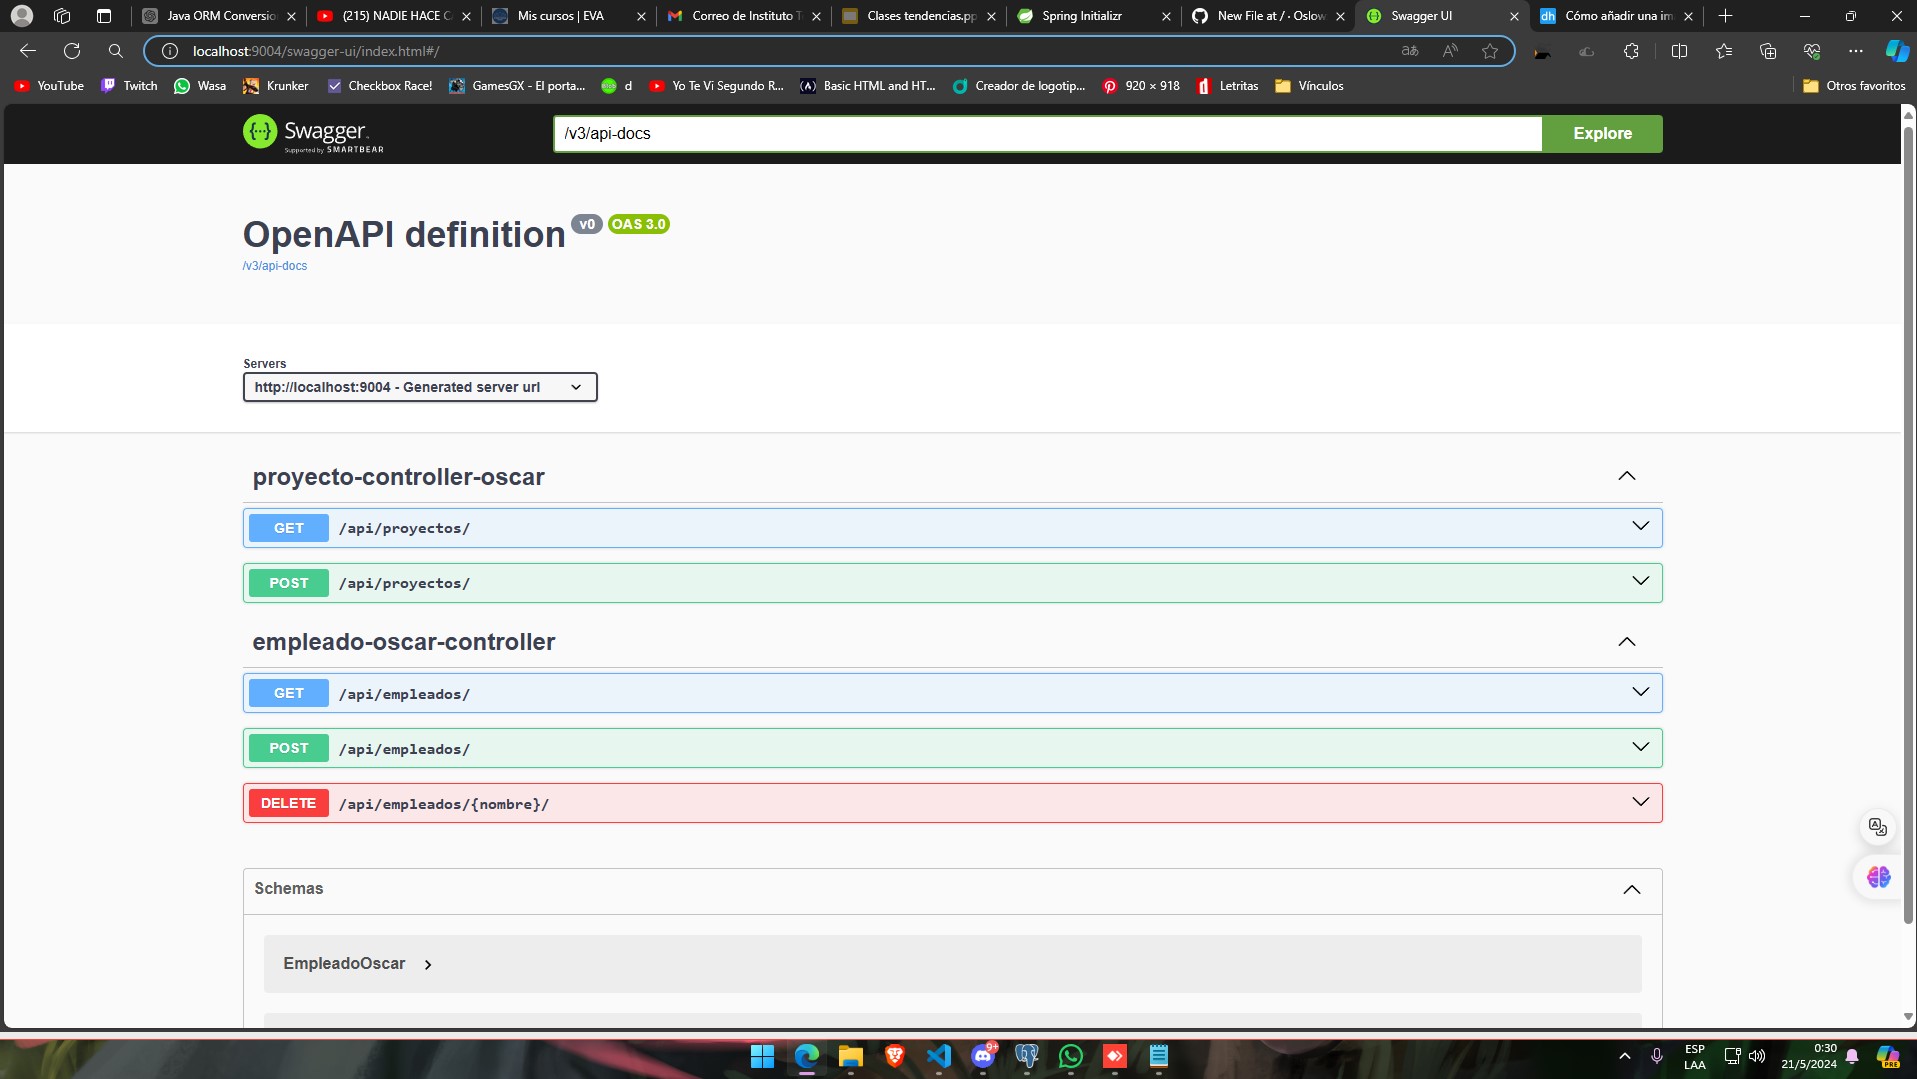 Java ORM Conversio
(215) NADIE HACE C
Mis cursos | EVA
Correo de Instituto T
Clases tendencias.pp
Spring Initializr
New File at / · Oslow
Swagger UI
Cómo añadir una im
localhost:9004/swagger-ui/index.html#/
YouTube
Twitch
Wasa
Krunker
Checkbox Race!
GamesGX - El porta...
d
Yo Te Vi Segundo R...
Basic HTML and HT...
Creador de logotip...
920 × 918
Letritas
Vínculos
Otros favoritos
Swagger
Supported by SMARTBEAR
/v3/api-docs
Explore
OpenAPI definition v0 OAS 3.0
/v3/api-docs
Servers
http://localhost:9004 - Generated server url
proyecto-controller-oscar
GET /api/proyectos/
POST /api/proyectos/
empleado-oscar-controller
GET /api/empleados/
POST /api/empleados/
DELETE /api/empleados/{nombre}/
Schemas
EmpleadoOscar
9+
ESP
LAA
0:30
21/5/2024
PRE